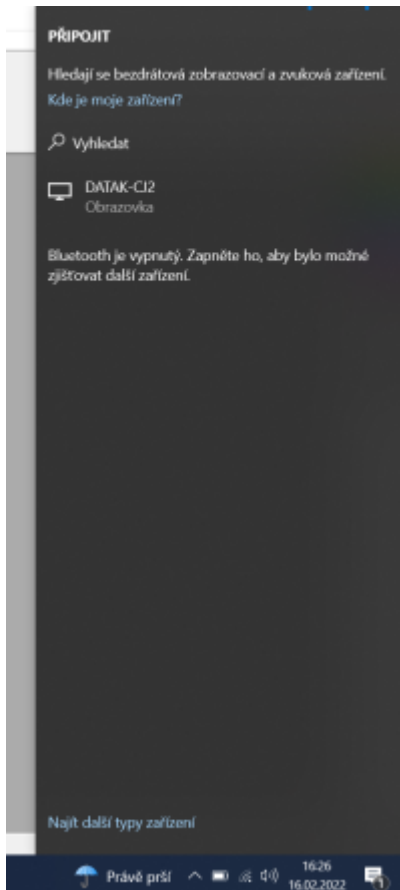 PŘIPOJIT
Hledají se bezdrátová zobrazovací a zvuková zařízení.
Kde je moje zařízení?
Vyhledat
DATAK-CJ2
Obrazovka
Bluetooth je vypnutý. Zapněte ho, aby bylo možné
zjišťovat další zařízení.
Najít další typy zařízení
Právě prší
16:26
16.02.2022
1